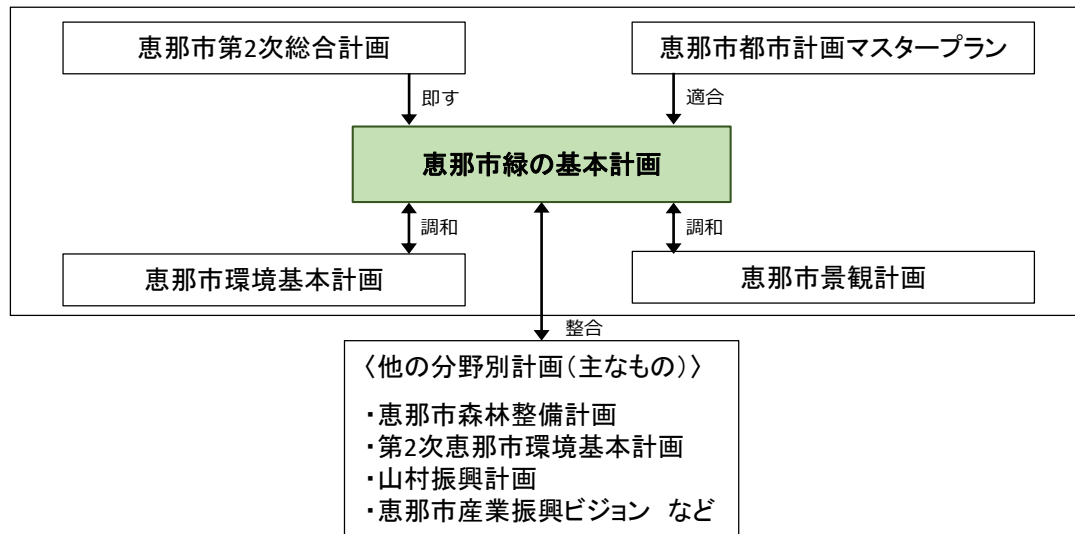 恵那市第2次総合計画
恵那市都市計画マスタープラン
即す
適合
恵那市緑の基本計画
調和
調和
恵那市環境基本計画
恵那市景観計画
整合
〈他の分野別計画(主なもの)〉
・恵那市森林整備計画
・第2次恵那市環境基本計画
・山村振興計画
・恵那市産業振興ビジョン など